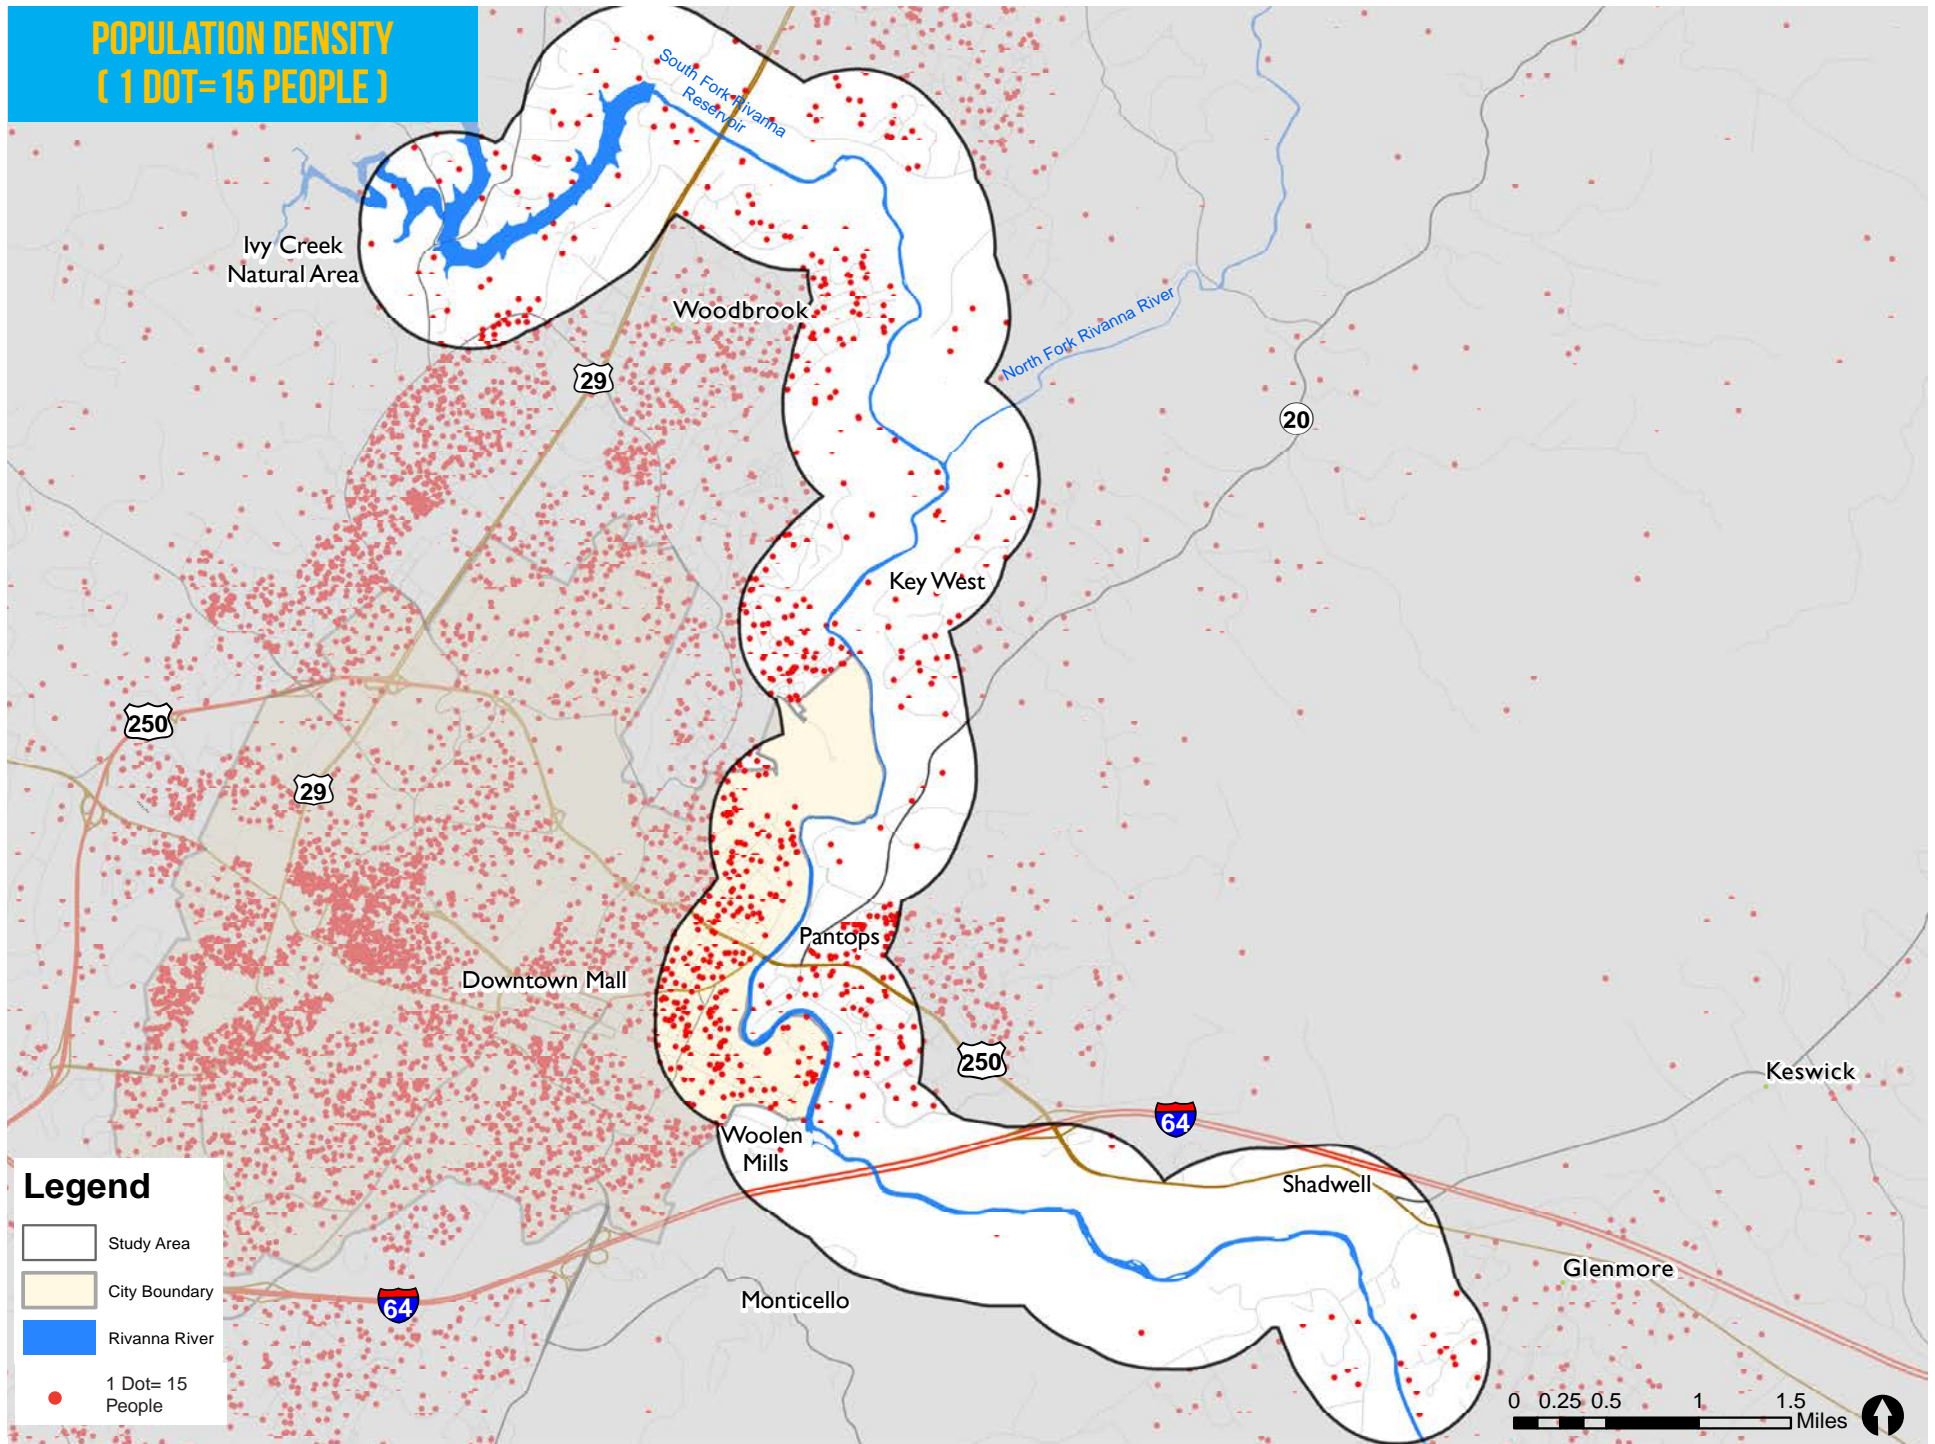 POPULATION DENSITY
( 1 DOT=15 PEOPLE )
South Fork Rivanna
Reservoir
Ivy Creek
Natural Area
Woodbrook
North Fork Rivanna River
29
20
Key West
250
29
Pantops
Downtown Mall
250
Keswick
64
Woolen
Mills
Shadwell
Glenmore
Monticello
64
Legend
Study Area
City Boundary
Rivanna River
1 Dot= 15
People
0 0.25 0.5 1 1.5
Miles